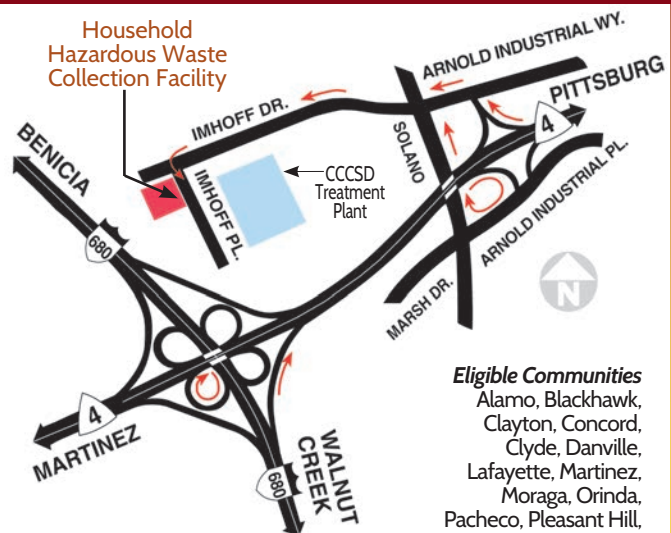 Household
Hazardous Waste
Collection Facility
ARNOLD INDUSTRIAL WY.
PITTSBURG
4
IMHOFF DR.
SOLANO
BENICIA
IMHOFF PL.
CCCSD
Treatment
Plant
ARNOLD INDUSTRIAL PL.
680
MARSH DR.
N
4
MARTINEZ
WALNUT
CREEK
680
Eligible Communities
Alamo, Blackhawk,
Clayton, Concord,
Clyde, Danville,
Lafayette, Martinez,
Moraga, Orinda,
Pacheco, Pleasant Hill,